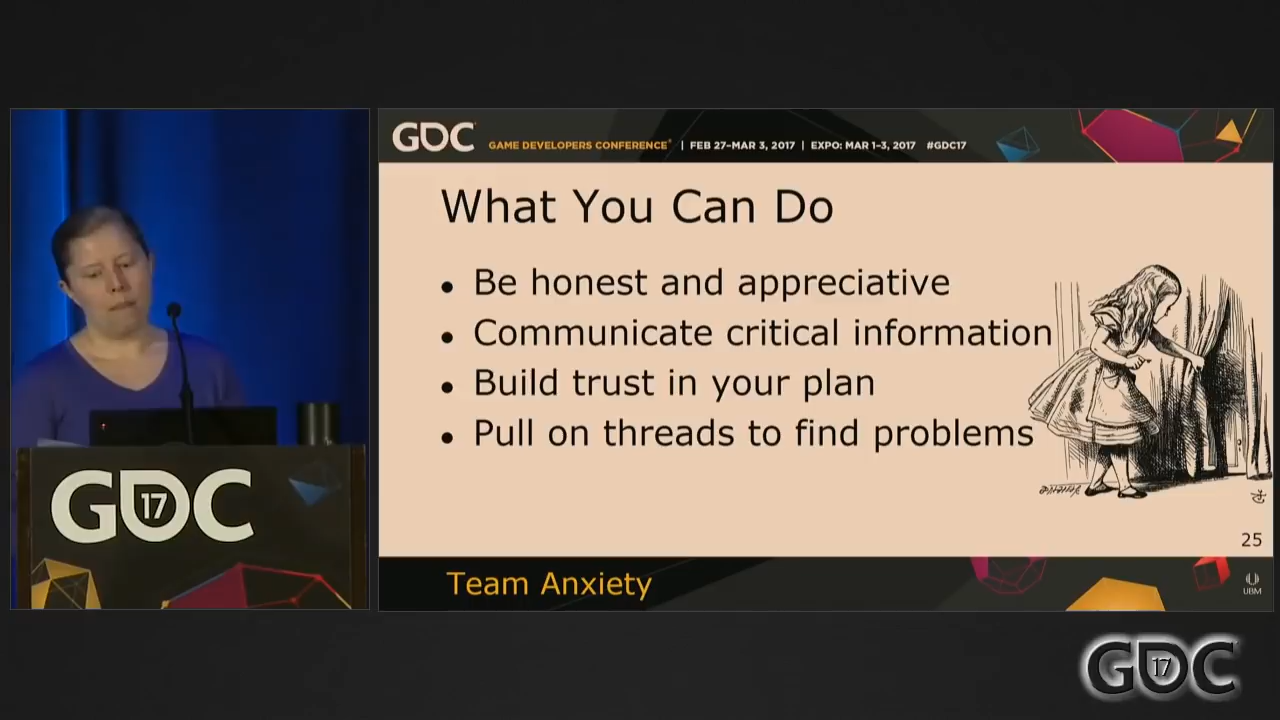 GDC
GAME DEVELOPERS CONFERENCE® | FEB 27–MAR 3, 2017 | EXPO: MAR 1–3, 2017 #GDC17
What You Can Do
• Be honest and appreciative
• Communicate critical information
• Build trust in your plan
• Pull on threads to find problems
25
Team Anxiety
UBM
GDC
17
GDC
17